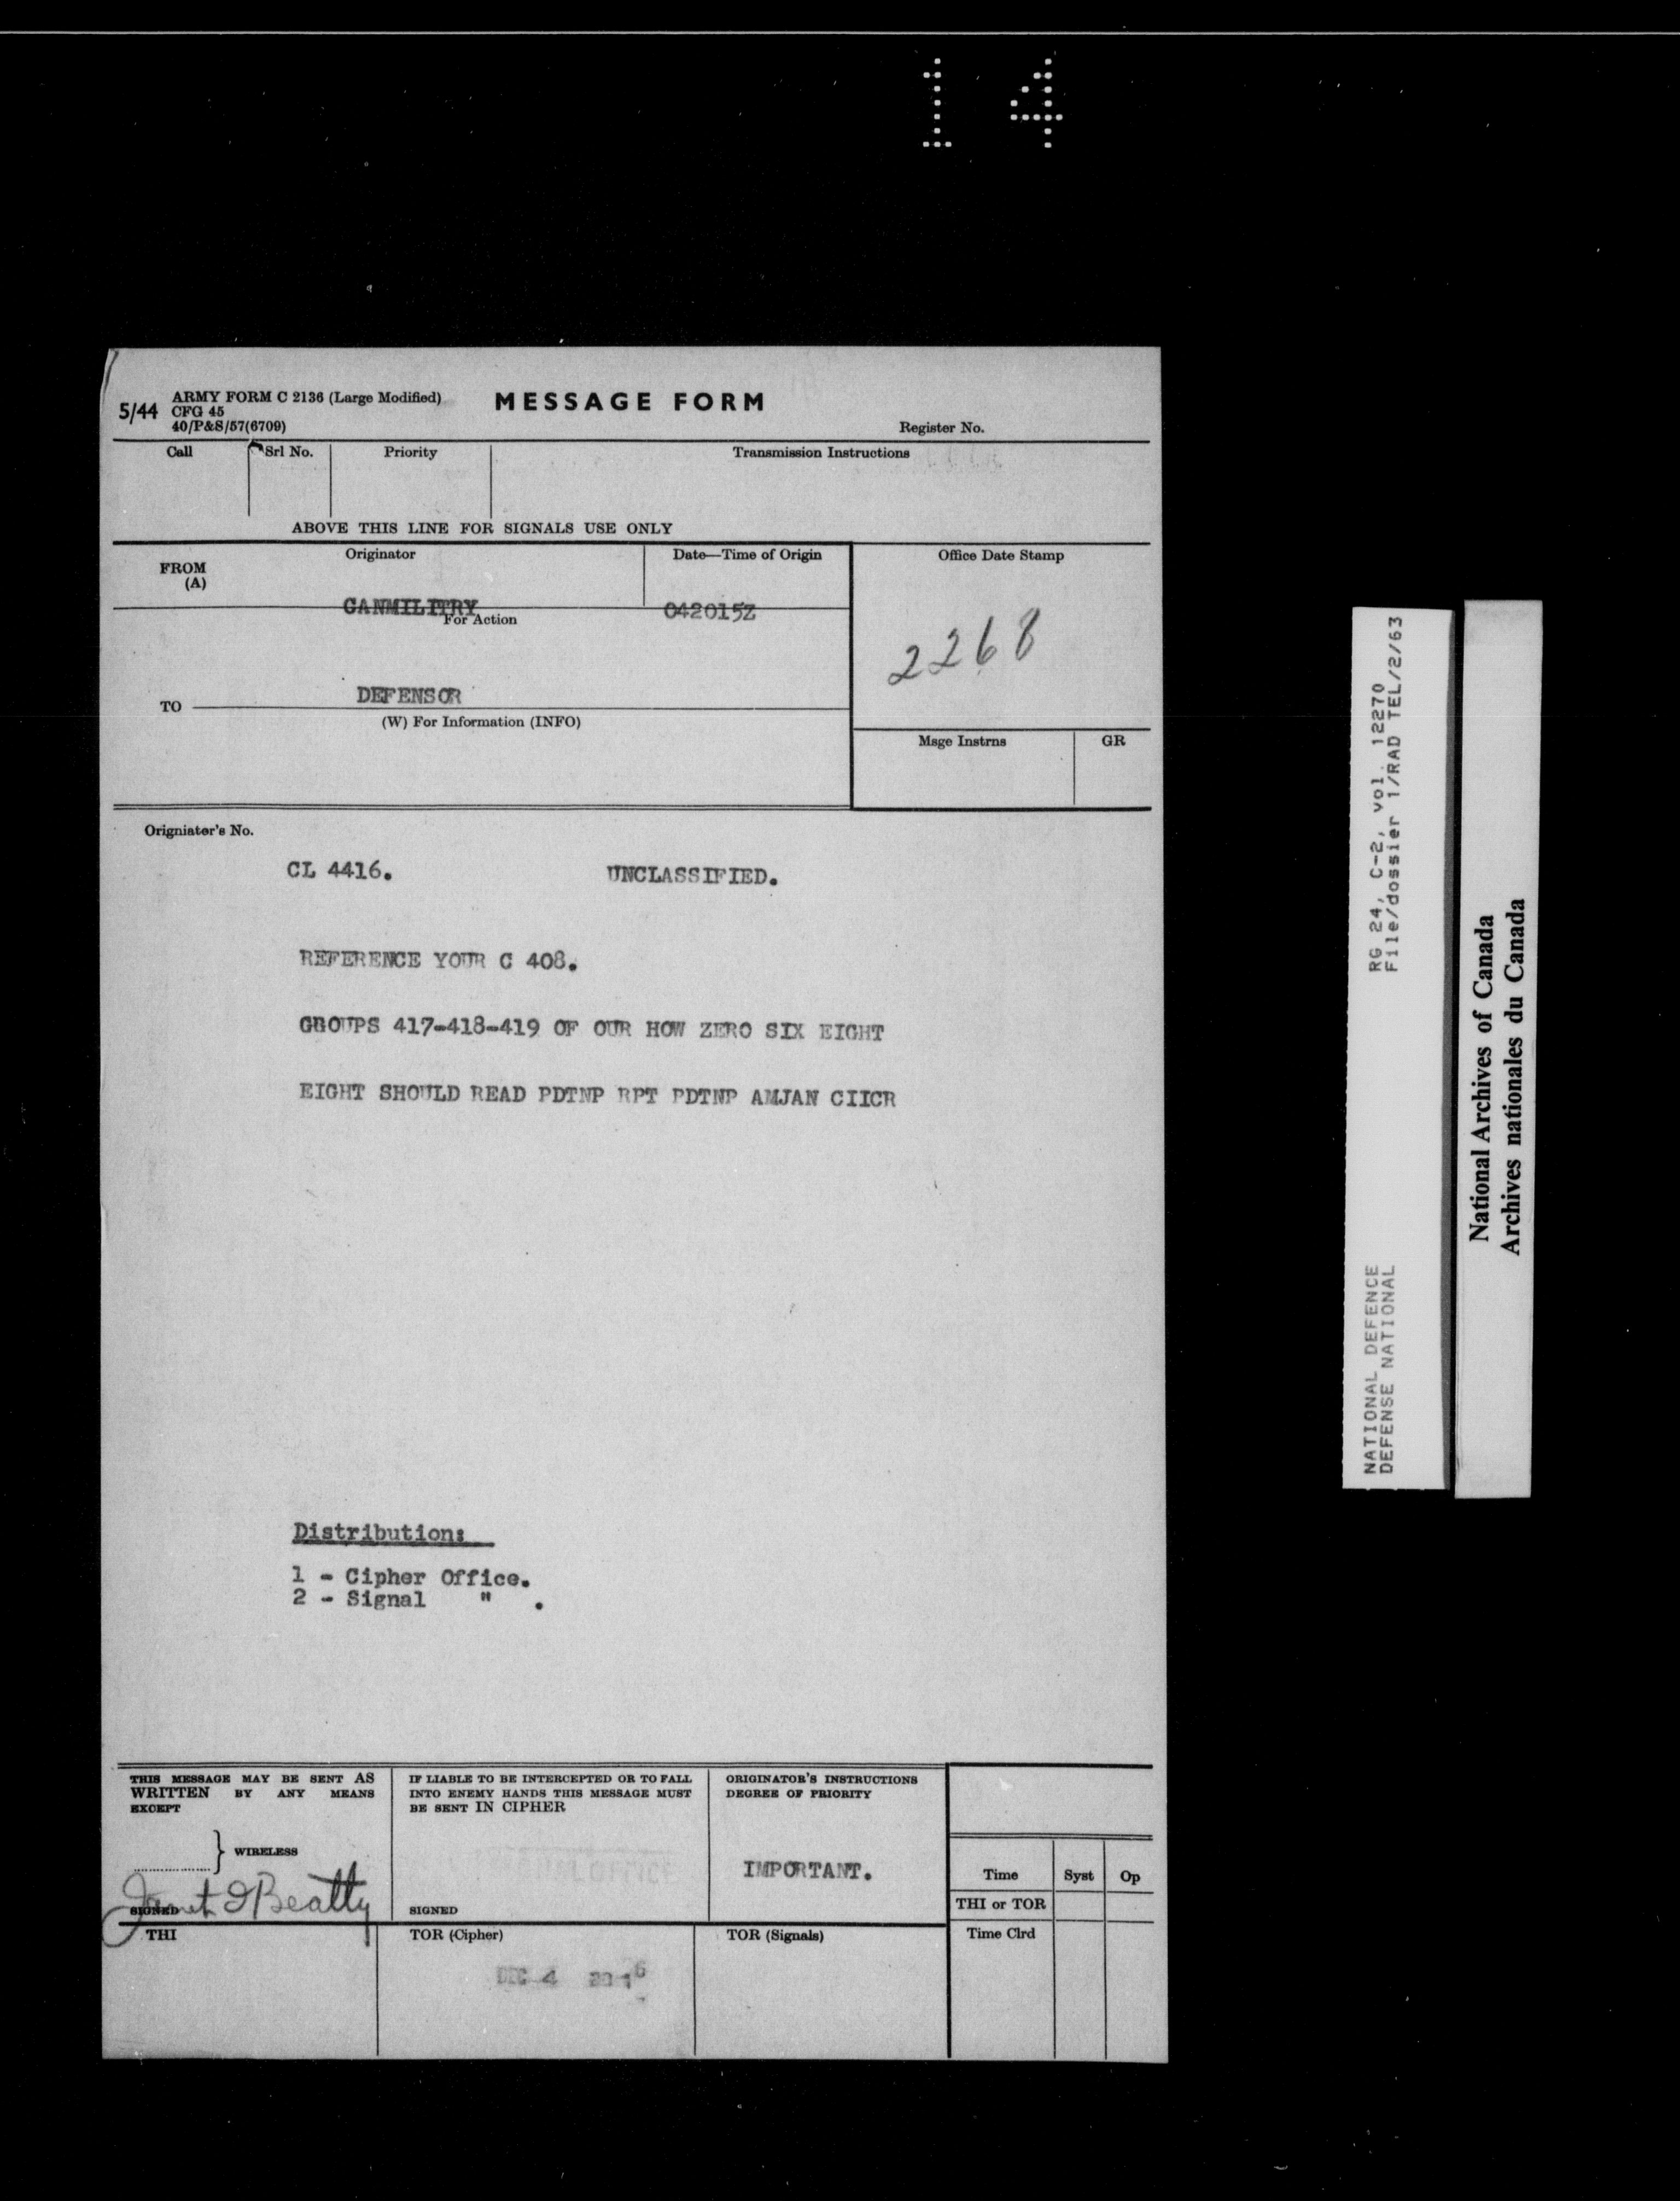 14
5/44
ARMY FORM C 2136 (Large Modified)
CFG 45
40/P&S/57(6709)
MESSAGE FORM
Register No.
Call
Srl No.
Priority
Transmission Instructions
ABOVE THIS LINE FOR SIGNALS USE ONLY
FROM
(A)
Originator
Date—Time of Origin
Office Date Stamp
CANMILITRY
042015Z
For Action
2268
DEFENSOR
TO
(W) For Information (INFO)
Msge Instrns
GR
Origniator's No.
CL 4416. UNCLASSIFIED.
REFERENCE YOUR C 408.
GROUPS 417-418-419 OF OUR HOW ZERO SIX EIGHT
EIGHT SHOULD READ PDTNP RPT PDTNP AMJAN CIICR
Distribution:
1 - Cipher Office.
2 - Signal " .
THIS MESSAGE MAY BE SENT AS
WRITTEN BY ANY MEANS
EXCEPT
WIRELESS
SIGNED
Janet I Beatty
IF LIABLE TO BE INTERCEPTED OR TO FALL
INTO ENEMY HANDS THIS MESSAGE MUST
BE SENT IN CIPHER
SIGNED
ORIGINATOR'S INSTRUCTIONS
DEGREE OF PRIORITY
IMPORTANT.
Time
Syst
Op
THI or TOR
Time Clrd
THI
TOR (Cipher)
DEC 4
TOR (Signals)
NATIONAL DEFENCE RG 24, C-2, vol. 12270
DEFENSE NATIONAL File/dossier 1/RAD TEL/2/63
National Archives of Canada
Archives nationales du Canada